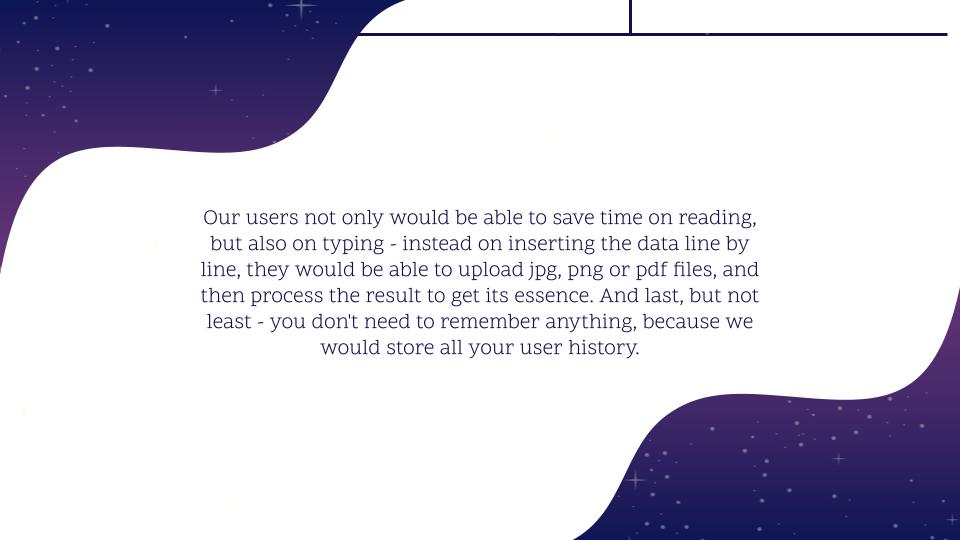 Our users not only would be able to save time on reading,
but also on typing - instead on inserting the data line by
line, they would be able to upload jpg, png or pdf files, and
then process the result to get its essence. And last, but not
least - you don't need to remember anything, because we
would store all your user history.